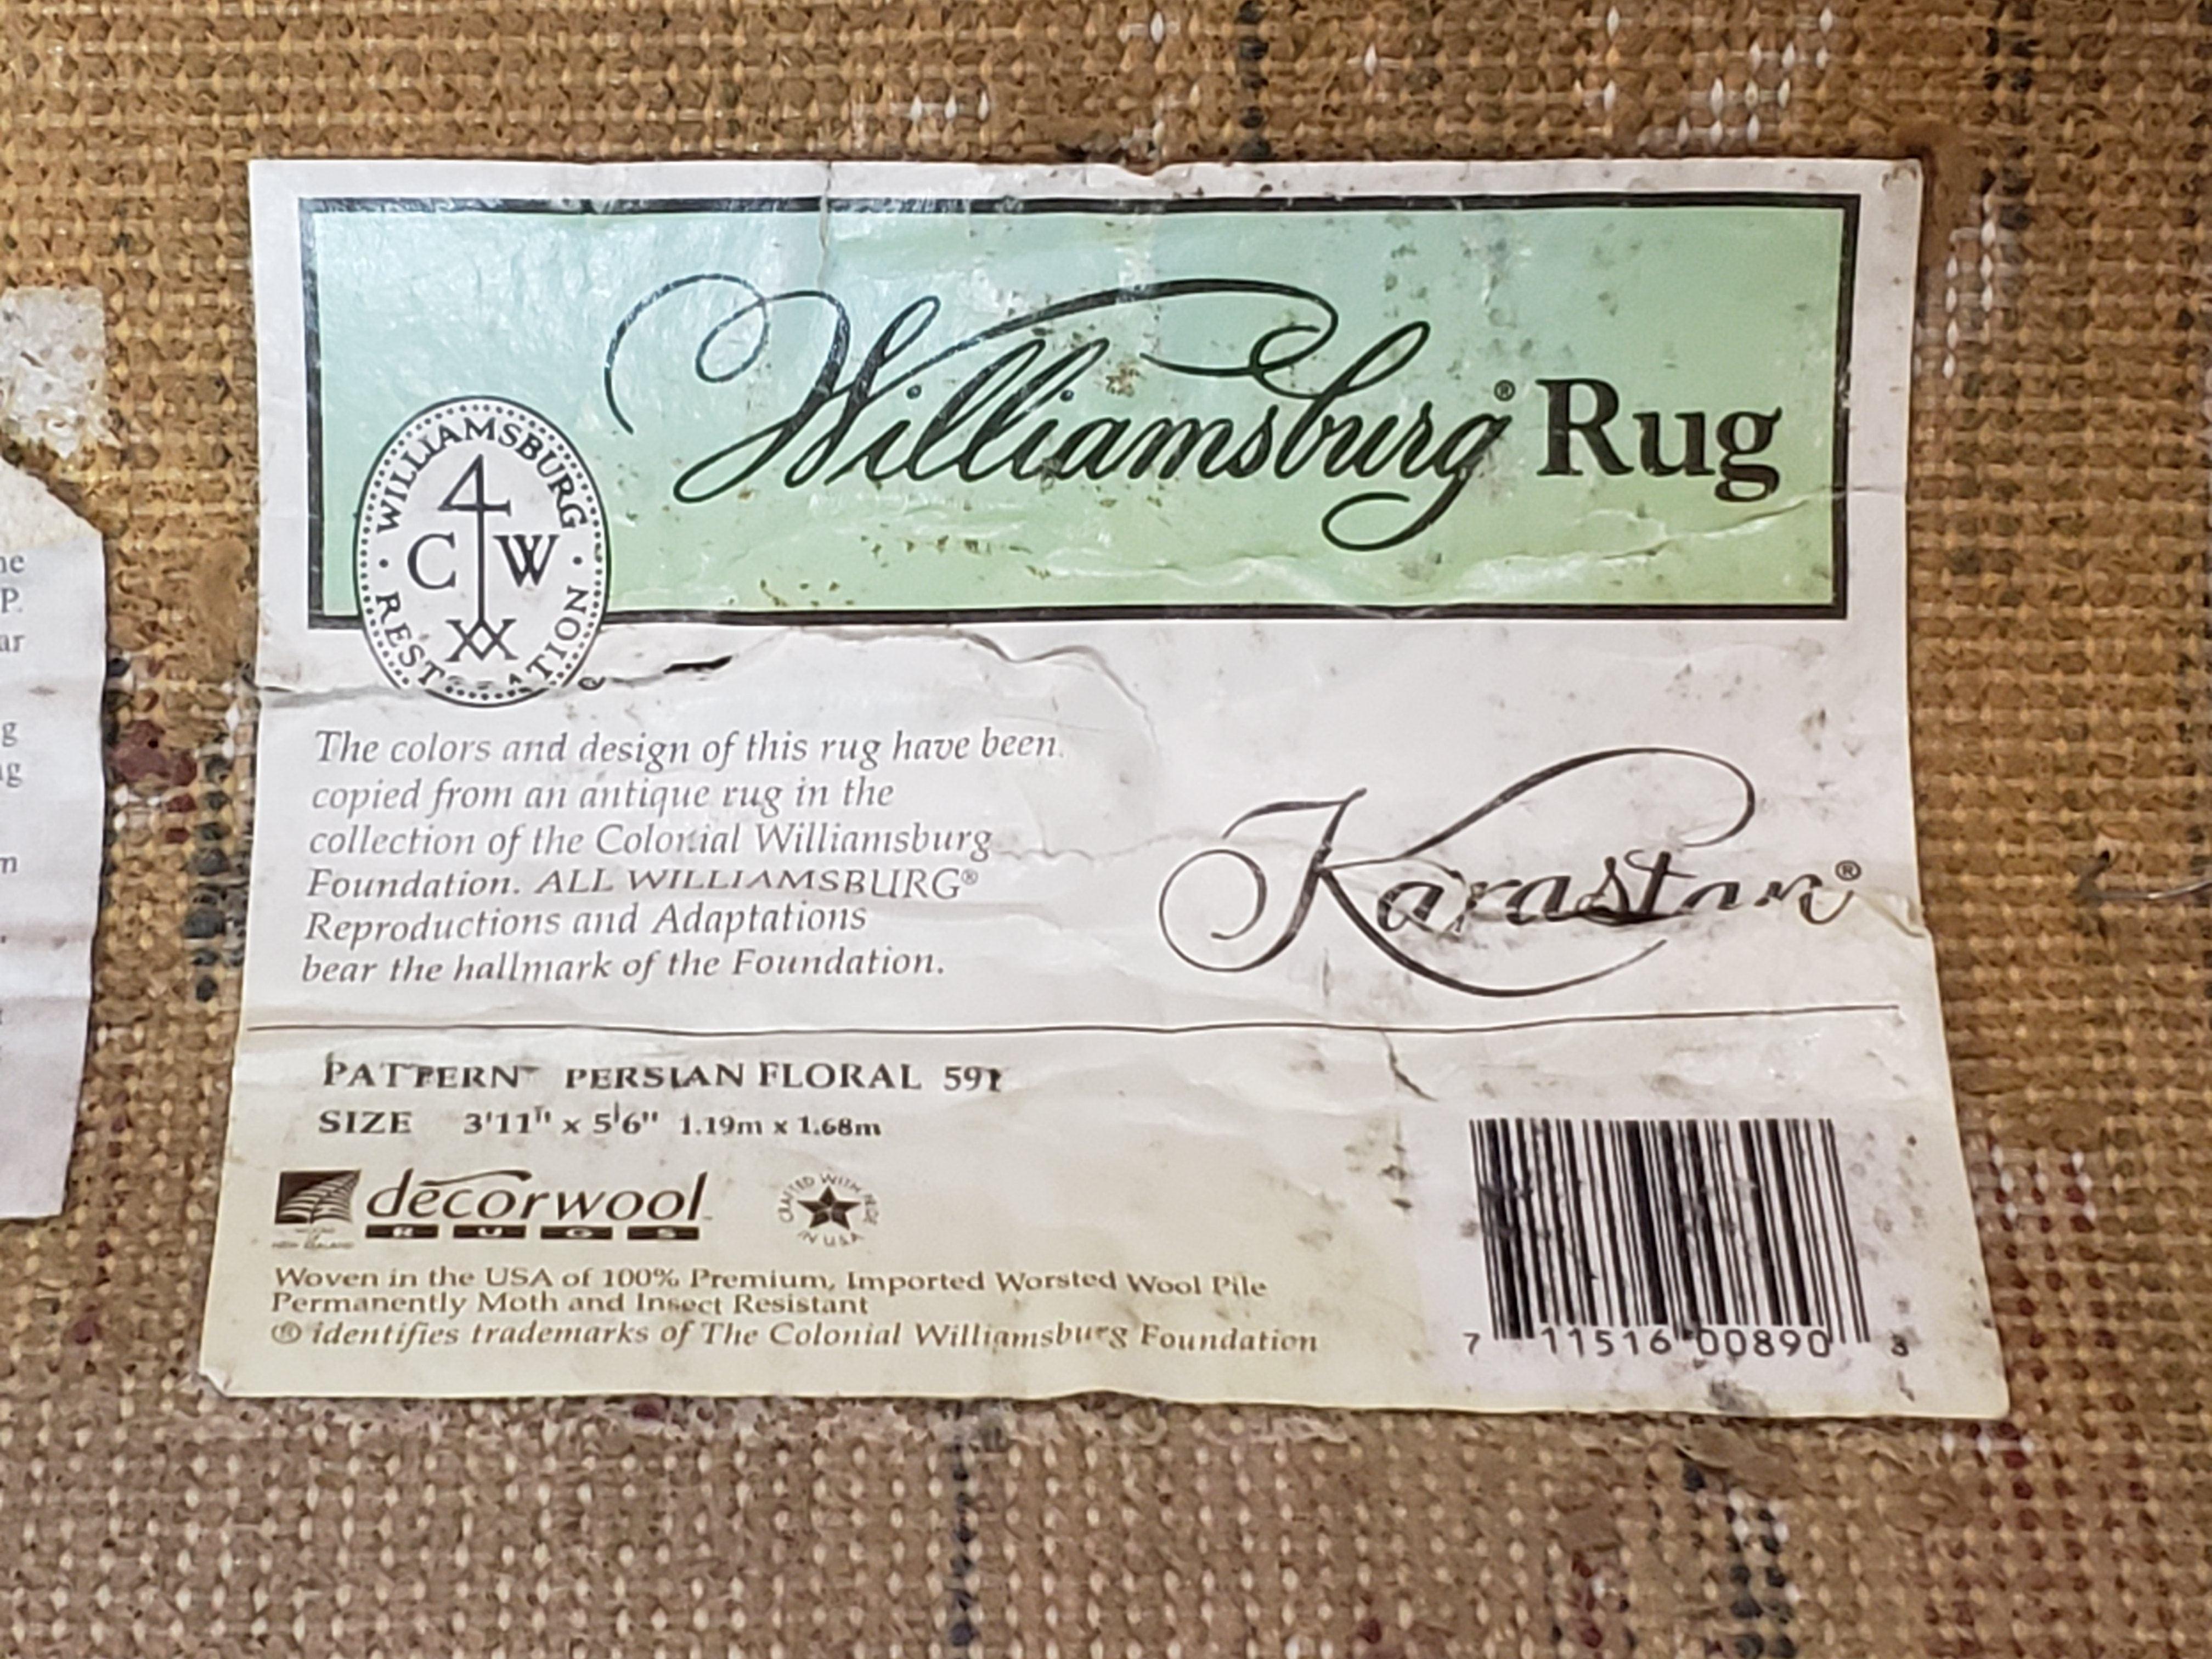 Williamsburg® Rug
WILLIAMSBURG
4
C W
RESTORATION
The colors and design of this rug have been
copied from an antique rug in the
collection of the Colonial Williamsburg
Foundation. ALL WILLIAMSBURG®
Reproductions and Adaptations
bear the hallmark of the Foundation.
Karastan®
PATTERN PERSIAN FLORAL 591
SIZE 3'11" x 5'6" 1.19m x 1.68m
decorwool
RUGS
CRAFTED WITH PRIDE
IN U.S.A.
Woven in the USA of 100% Premium, Imported Worsted Wool Pile
Permanently Moth and Insect Resistant
® identifies trademarks of The Colonial Williamsburg Foundation
7 11516 00890 3
ne
P.
ar
g
m